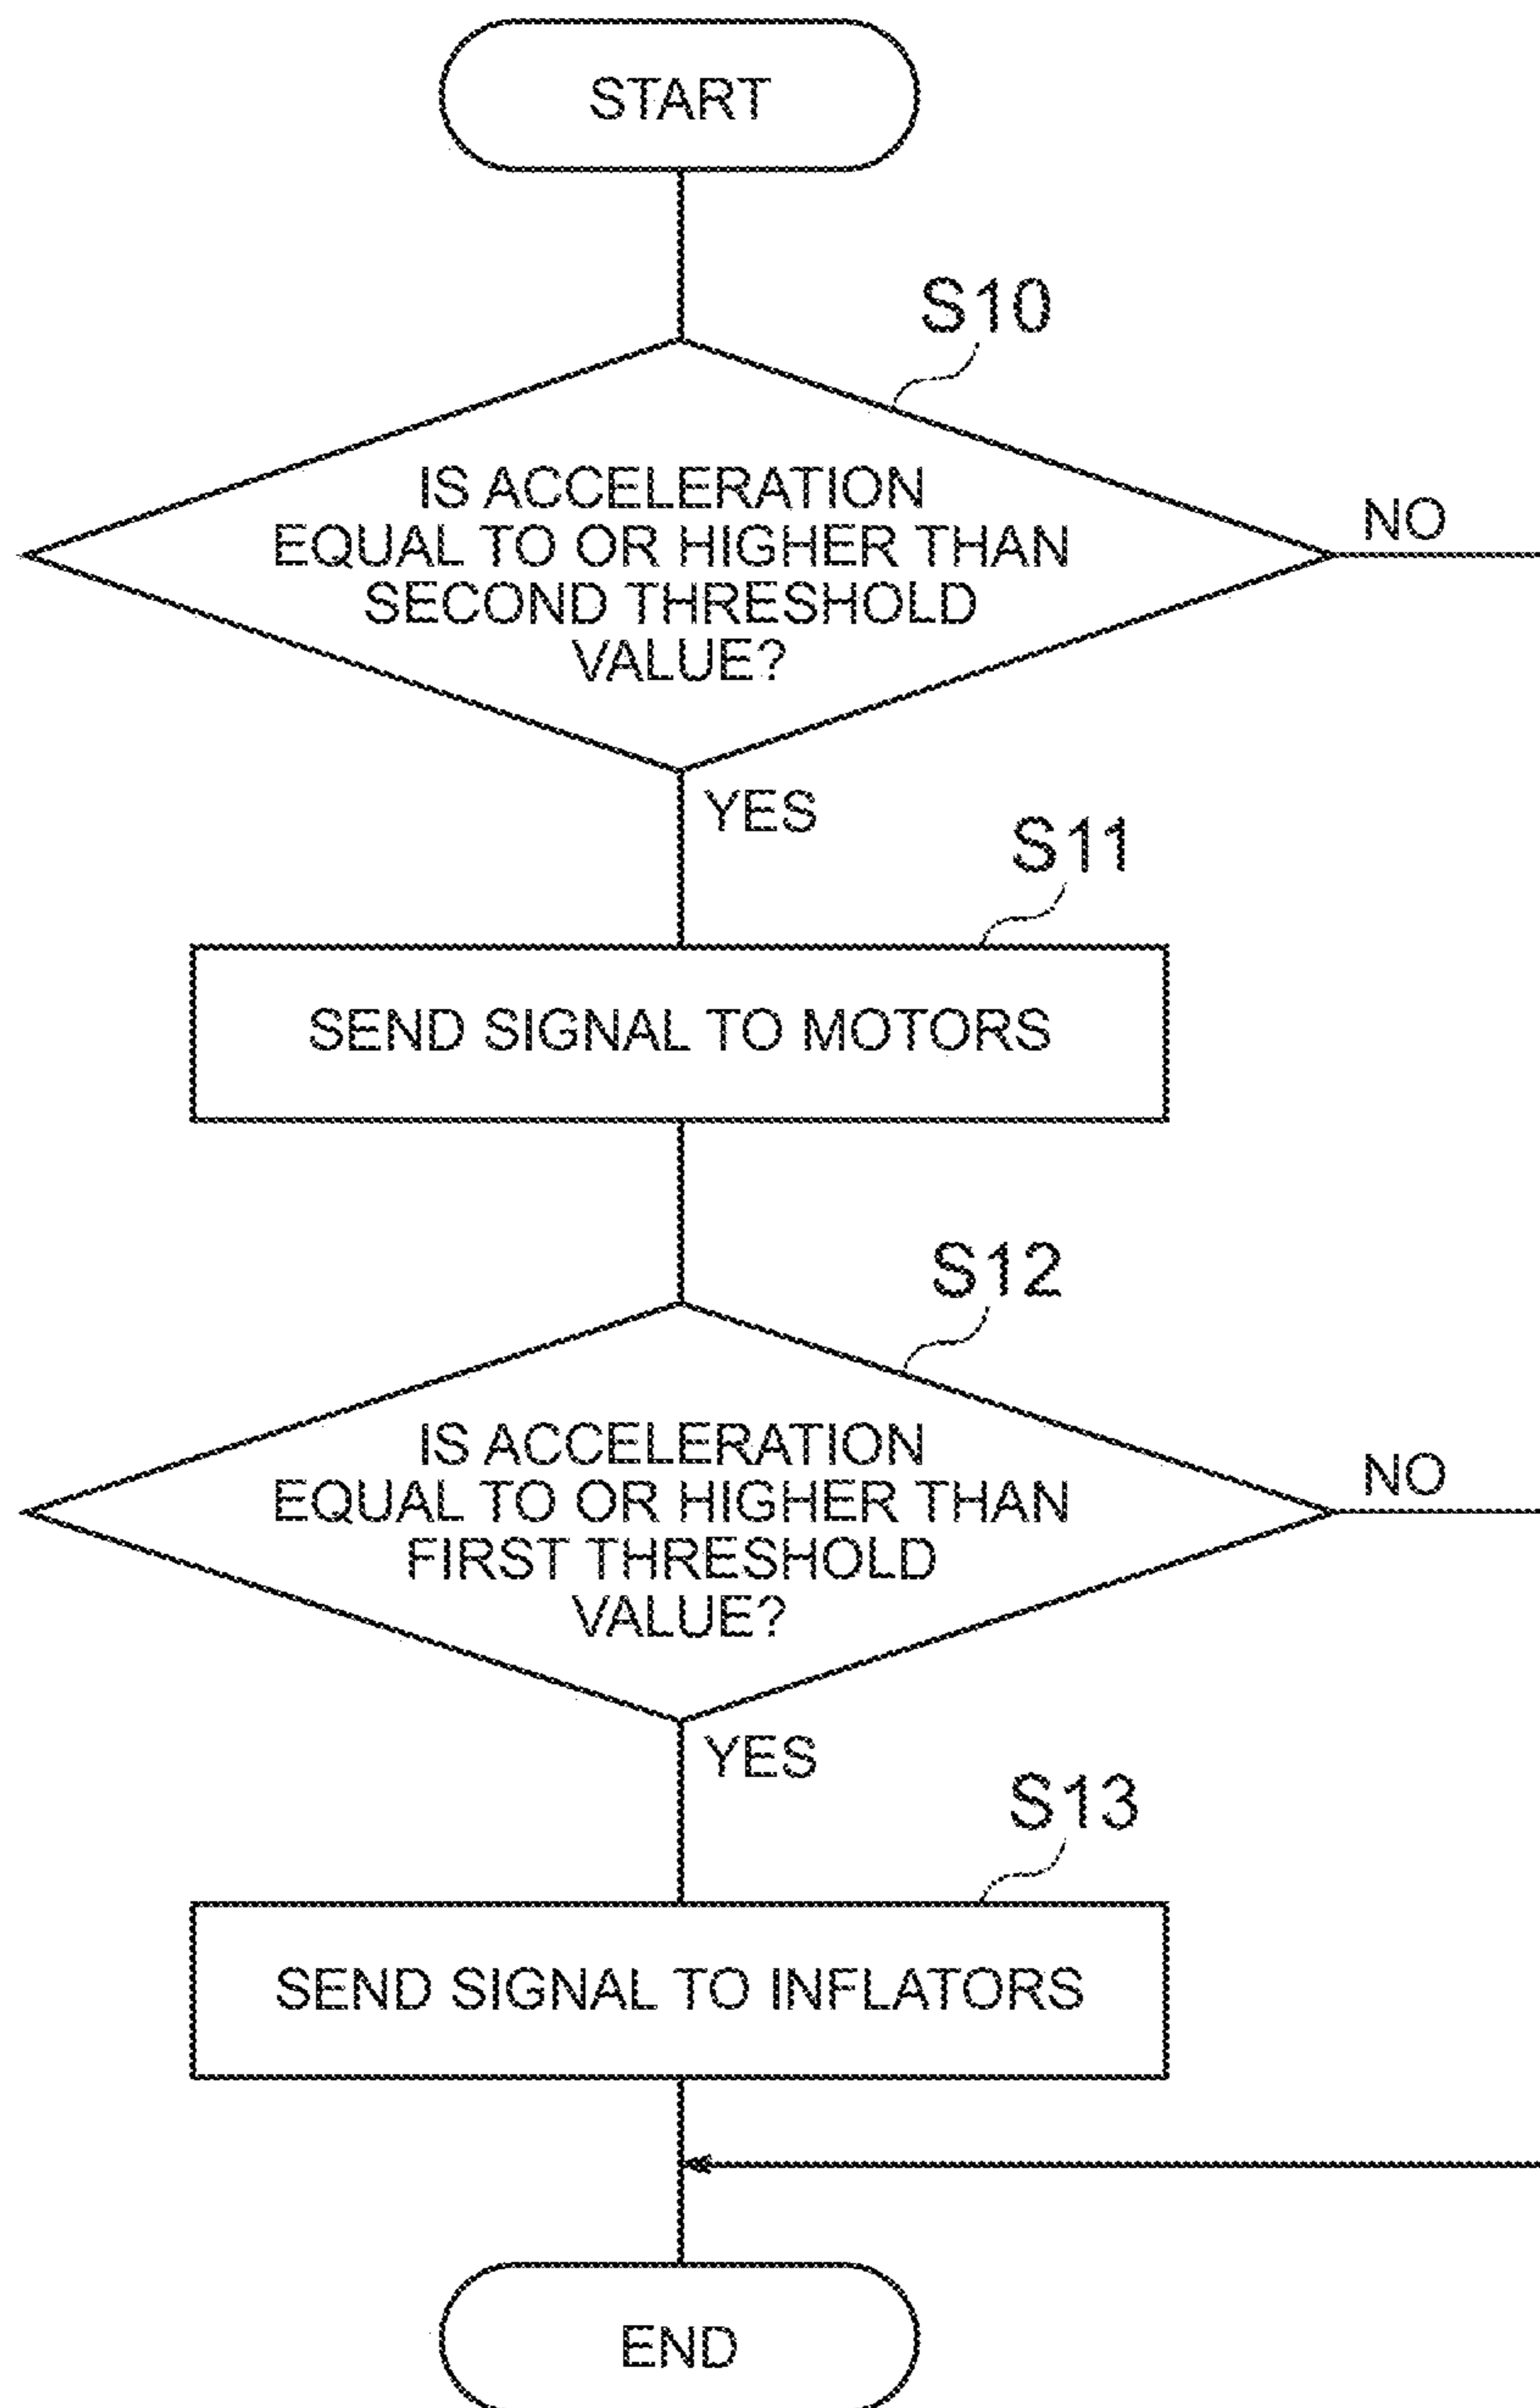 START
S10
IS ACCELERATION
EQUAL TO OR HIGHER THAN
SECOND THRESHOLD
VALUE?
NO
YES
S11
SEND SIGNAL TO MOTORS
S12
IS ACCELERATION
EQUAL TO OR HIGHER THAN
FIRST THRESHOLD
VALUE?
NO
YES
S13
SEND SIGNAL TO INFLATORS
END